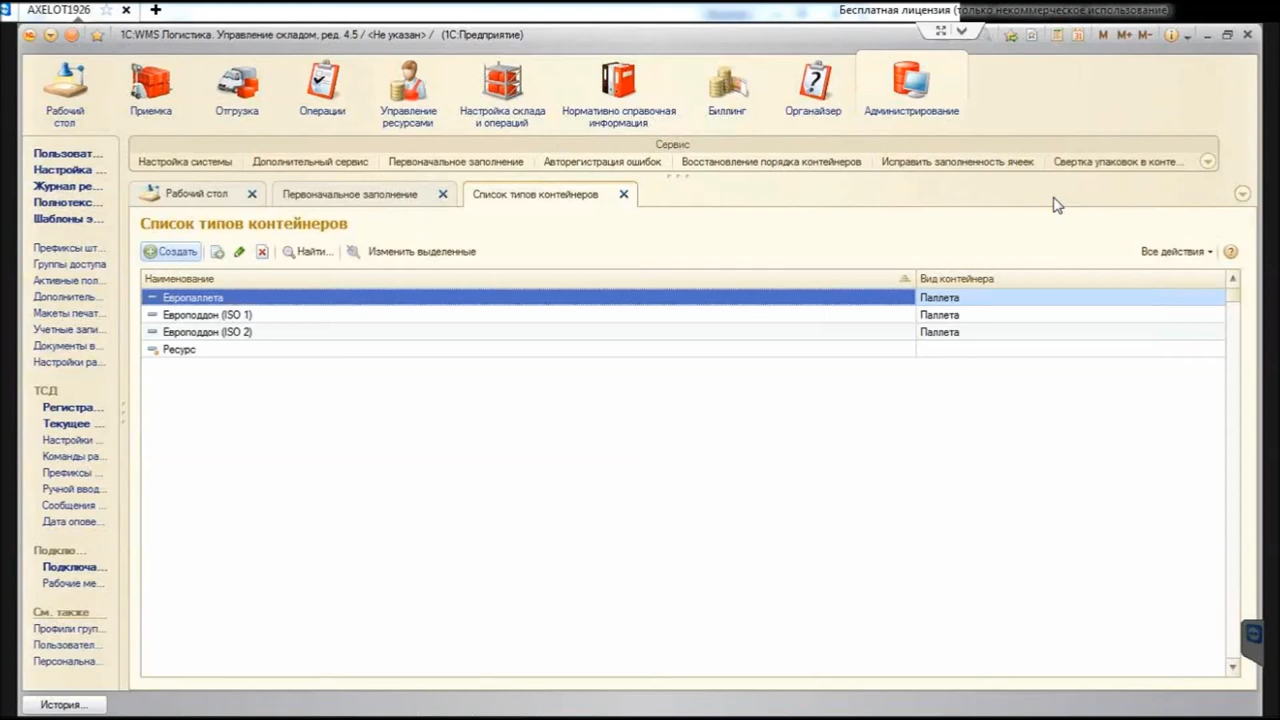 AXELOT1926
Бесплатная лицензия (только некоммерческое использование)
1С:WMS Логистика. Управление складом, ред. 4.5 / <Не указан> / (1С:Предприятие)
M M+ M-
Рабочий стол
Приемка
Отгрузка
Операции
Управление ресурсами
Настройка склада и операций
Нормативно справочная информация
Биллинг
Органайзер
Администрирование
Сервис
Настройка системы Дополнительный сервис Первоначальное заполнение Авторегистрация ошибок Восстановление порядка контейнеров Исправить заполненность ячеек Свертка упаковок в конте...
Пользоват...
Настройка
Журнал ре...
Полнотекс...
Шаблоны э...
Префиксы шт...
Группы доступа
Активные пол...
Дополнитель...
Макеты печат...
Учетные запи...
Документы в...
Настройки ра...
ТСД
Регистра...
Текущее ...
Настройки ...
Команды ра...
Префиксы ...
Ручной ввод...
Сообщения ...
Дата опове...
Подклю...
Подключа...
Рабочие ме...
См. также
Профили груп...
Пользовател...
Персональна...
Рабочий стол Первоначальное заполнение Список типов контейнеров
Список типов контейнеров
Создать Найти... Изменить выделенные Все действия
Наименование Вид контейнера
Европаллета Паллета
Европоддон (ISO 1) Паллета
Европоддон (ISO 2) Паллета
Ресурс
История...